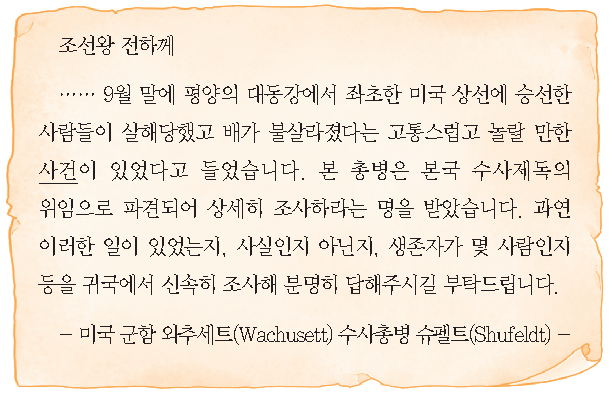 조선왕 전하께
…… 9월 말에 평양의 대동강에서 좌초한 미국 상선에 승선한
사람들이 살해당했고 배가 불살라졌다는 고통스럽고 놀랄 만한
사건이 있었다고 들었습니다. 본 총병은 본국 수사제독의
위임으로 파견되어 상세히 조사하라는 명을 받았습니다. 과연
이러한 일이 있었는지, 사실인지 아닌지, 생존자가 몇 사람인지
등을 귀국에서 신속히 조사해 분명히 답해주시길 부탁드립니다.
- 미국 군함 와추세트(Wachusett) 수사총병 슈펠트(Shufeldt) -